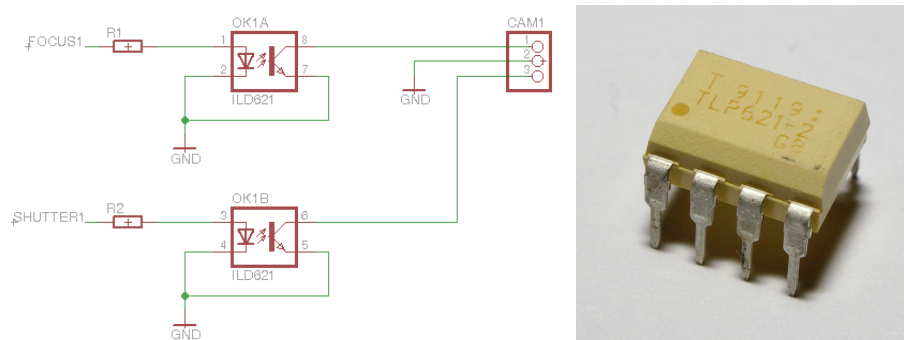 OK1A
R1
FOCUS1
1
8
2
7
ILD621
GND
CAM1
1
2
3
GND
OK1B
R2
SHUTTER1
3
6
4
5
ILD621
GND
T 9119
TLP621-2